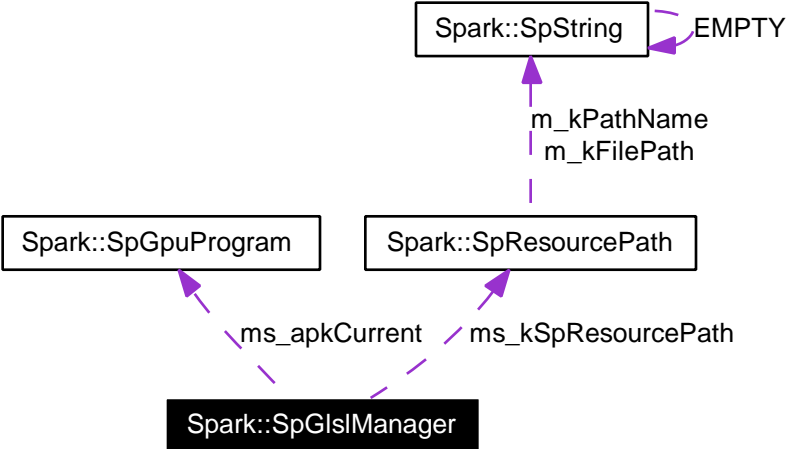 Spark::SpString
EMPTY
m_kPathName
m_kFilePath
Spark::SpGpuProgram
Spark::SpResourcePath
ms_apkCurrent
ms_kSpResourcePath
Spark::SpGlslManager